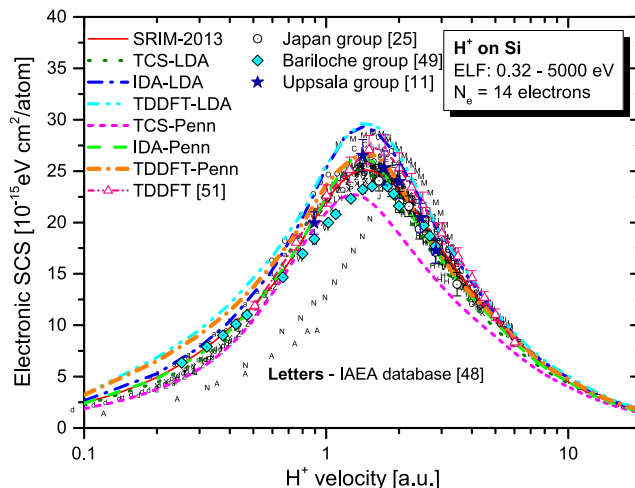 SRIM-2013
TCS-LDA
IDA-LDA
TDDFT-LDA
TCS-Penn
IDA-Penn
TDDFT-Penn
TDDFT [51]
Japan group [25]
Bariloche group [49]
Uppsala group [11]
H⁺ on Si
ELF: 0.32 - 5000 eV
Nₑ = 14 electrons
Electronic SCS [10⁻¹⁵eV cm²/atom]
40
35
30
25
20
15
10
5
0
Letters - IAEA database [48]
0.1
1
10
H⁺ velocity [a.u.]